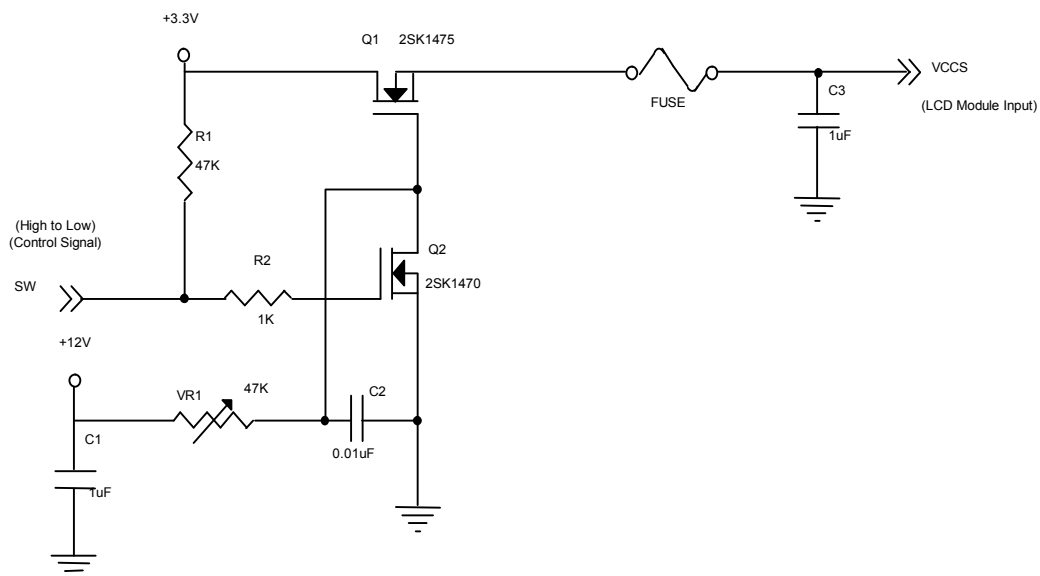 +3.3V
Q1 2SK1475
VCCS
FUSE
C3
(LCD Module Input)
1uF
R1
47K
(High to Low)
(Control Signal)
SW
R2
1K
Q2
2SK1470
+12V
VR1
47K
C2
0.01uF
C1
1uF